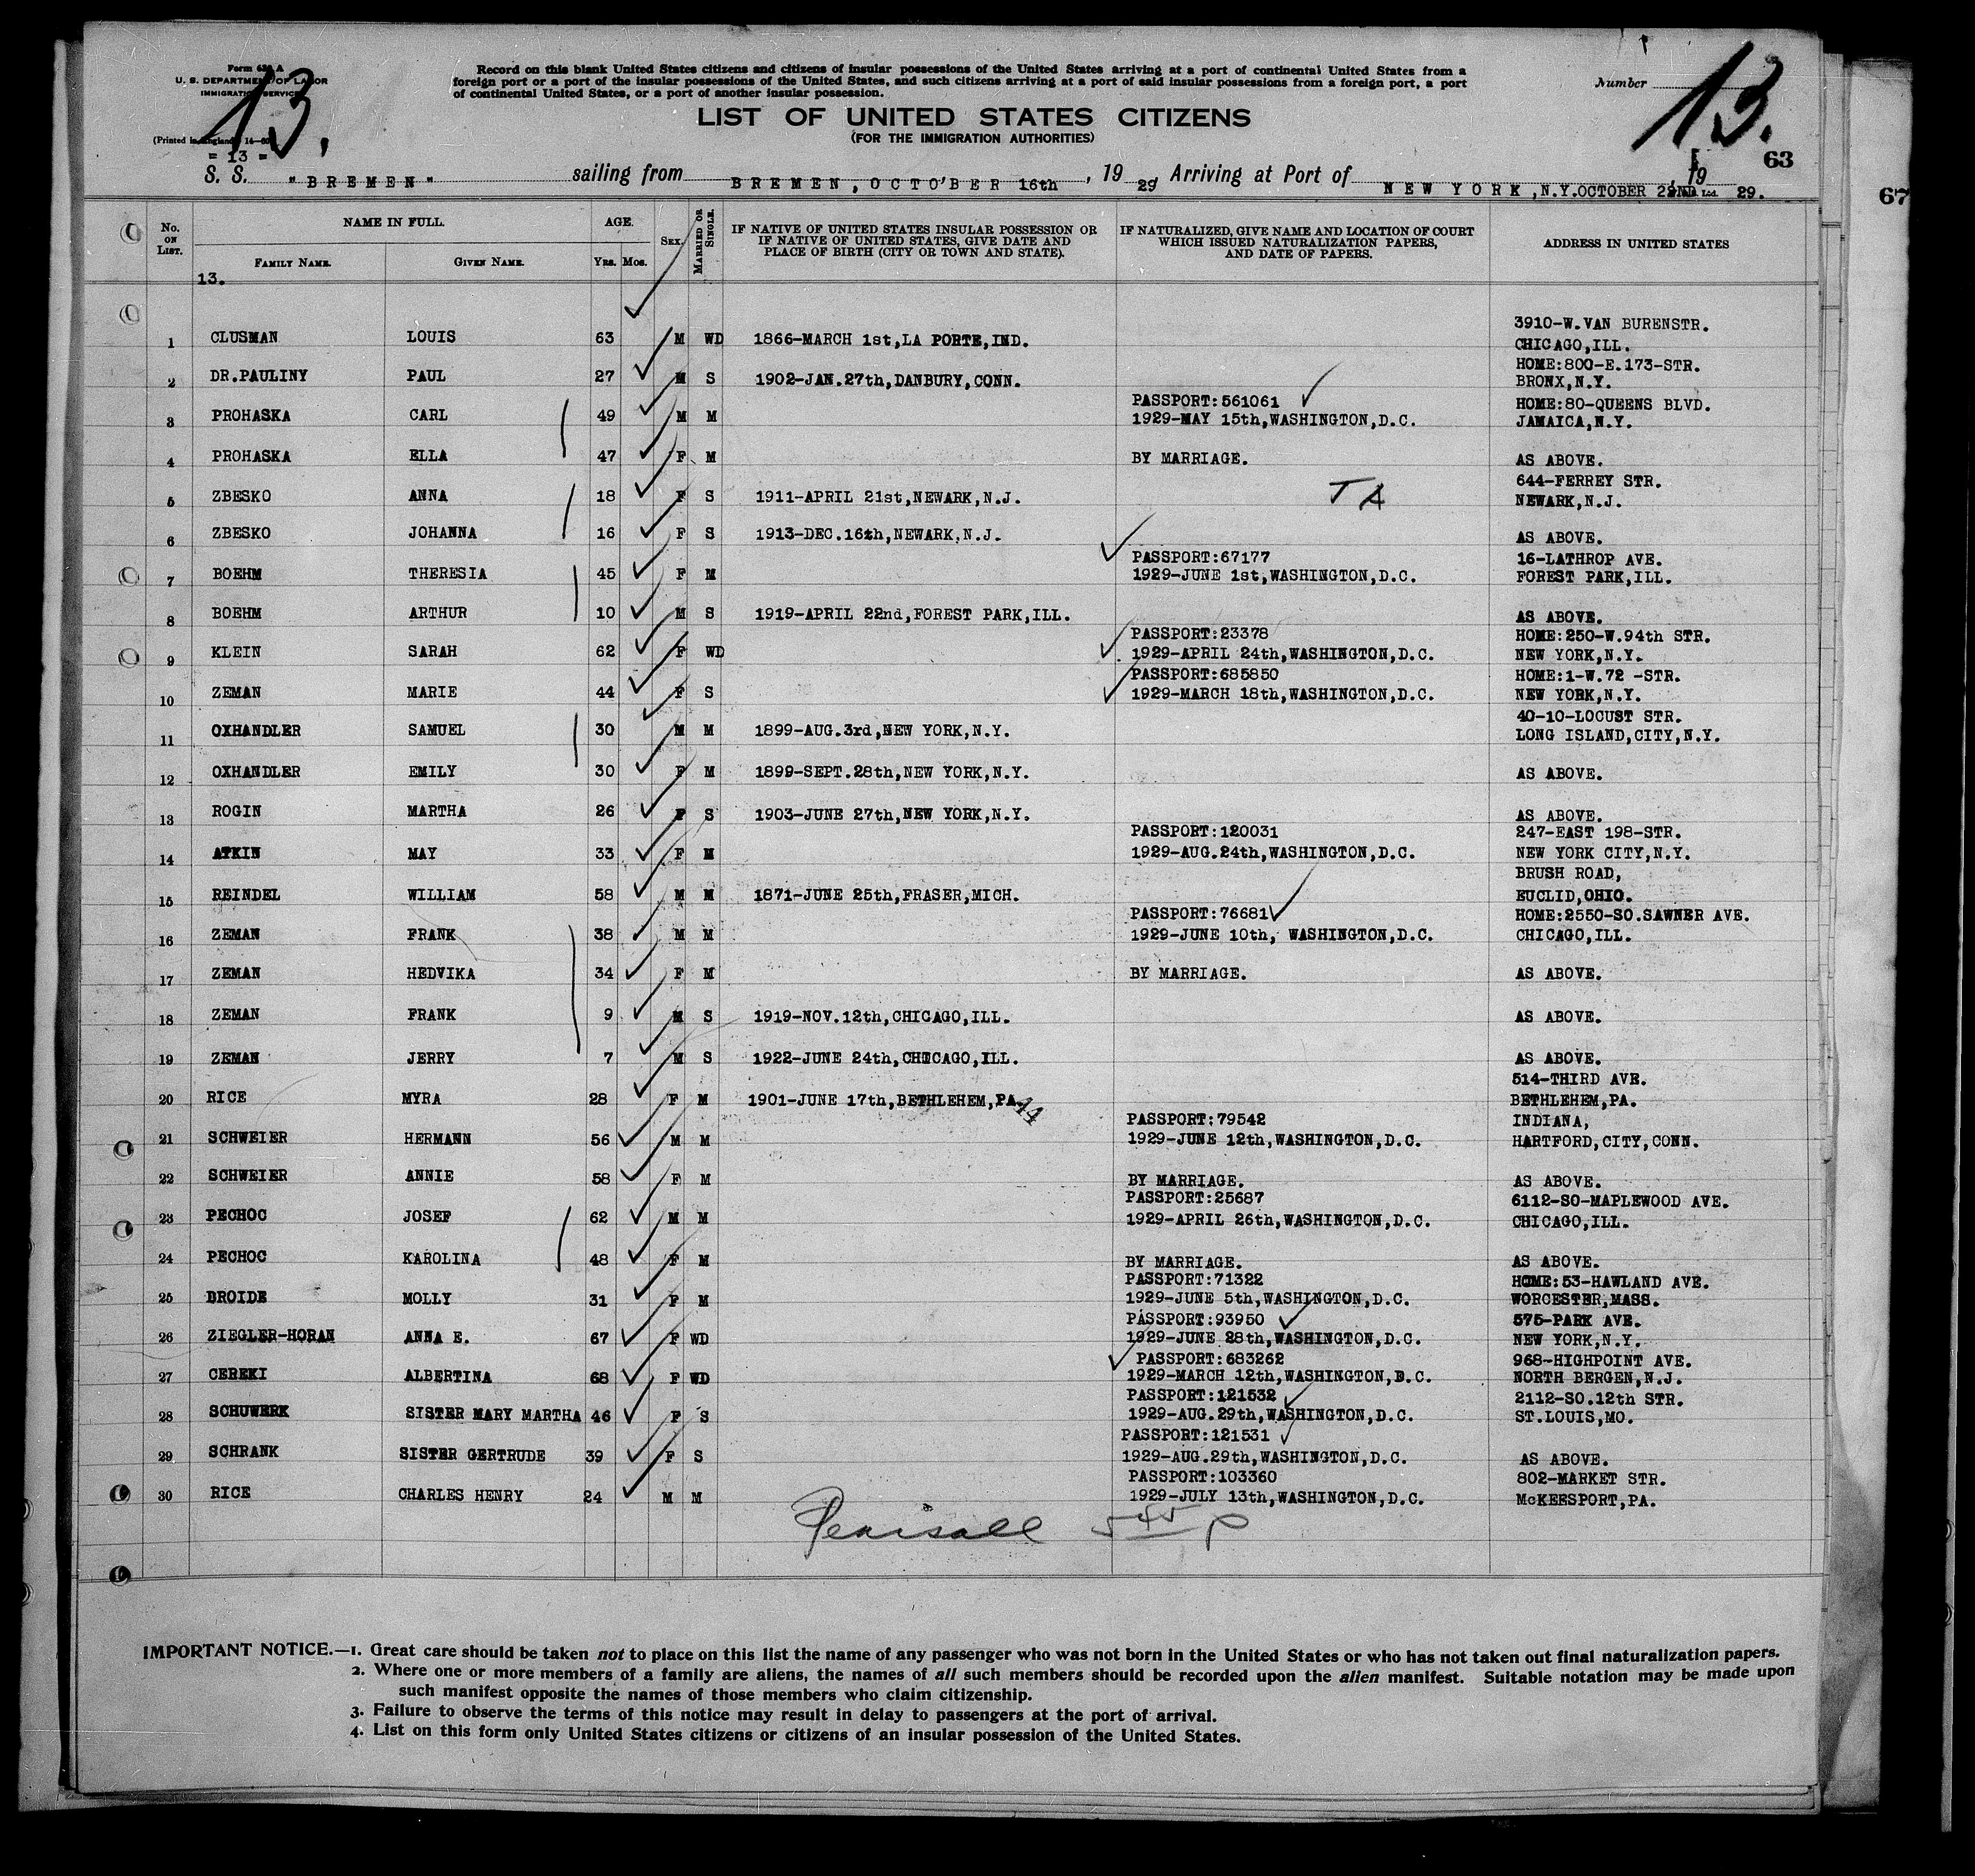 Form 630 A
U. S. DEPARTMENT OF LABOR
IMMIGRATION SERVICE
(Printed in England) 14—
= 13 =
13.
Record on this blank United States citizens and citizens of insular possessions of the United States arriving at a port of continental United States from a
foreign port or a port of the insular possessions of the United States, and such citizens arriving at a port of said insular possessions from a foreign port, a port
of continental United States, or a port of another insular possession.
LIST OF UNITED STATES CITIZENS
(FOR THE IMMIGRATION AUTHORITIES)
Number
13.
63
67
S. S. "BREMEN" sailing from BREMEN, OCTOBER 16th, 19 29 Arriving at Port of NEW YORK, N.Y. OCTOBER 22ND, 19 29.
No. ON LIST. NAME IN FULL. FAMILY NAME. GIVEN NAME. AGE. YRS. MOS. SEX. MARRIED OR SINGLE. IF NATIVE OF UNITED STATES INSULAR POSSESSION OR IF NATIVE OF UNITED STATES, GIVE DATE AND PLACE OF BIRTH (CITY OR TOWN AND STATE). IF NATURALIZED, GIVE NAME AND LOCATION OF COURT WHICH ISSUED NATURALIZATION PAPERS, AND DATE OF PAPERS. ADDRESS IN UNITED STATES
13.
3910-W.VAN BURENSTR.
1 CLUSMAN LOUIS 63 M WD 1866-MARCH 1st,LA PORTE,IND. CHICAGO,ILL.
HOME:800-E.173-STR.
2 DR.PAULINY PAUL 27 M S 1902-JAN.27th,DANBURY,CONN. BRONX,N.Y.
PASSPORT:561061 HOME:80-QUEENS BLVD.
3 PROHASKA CARL 49 M M 1929-MAY 15th,WASHINGTON,D.C. JAMAICA,N.Y.
4 PROHASKA ELLA 47 F M BY MARRIAGE. AS ABOVE.
644-FERREY STR.
5 ZBESKO ANNA 18 F S 1911-APRIL 21st,NEWARK,N.J. T A NEWARK,N.J.
6 ZBESKO JOHANNA 16 F S 1913-DEC.16th,NEWARK,N.J. AS ABOVE.
PASSPORT:67177 16-LATHROP AVE.
7 BOEHM THERESIA 45 F M 1929-JUNE 1st,WASHINGTON,D.C. FOREST PARK,ILL.
8 BOEHM ARTHUR 10 M S 1919-APRIL 22nd,FOREST PARK,ILL. AS ABOVE.
PASSPORT:23378 HOME:250-W.94th STR.
9 KLEIN SARAH 62 F WD 1929-APRIL 24th,WASHINGTON,D.C. NEW YORK,N.Y.
PASSPORT:685850 HOME:1-W.72 -STR.
10 ZEMAN MARIE 44 F S 1929-MARCH 18th,WASHINGTON,D.C. NEW YORK,N.Y.
40-10-LOCUST STR.
11 OXHANDLER SAMUEL 30 M M 1899-AUG.3rd,NEW YORK,N.Y. LONG ISLAND,CITY,N.Y.
12 OXHANDLER EMILY 30 F M 1899-SEPT.28th,NEW YORK,N.Y. AS ABOVE.
13 ROGIN MARTHA 26 F S 1903-JUNE 27th,NEW YORK,N.Y. AS ABOVE.
PASSPORT:120031 247-EAST 198-STR.
14 ATKIN MAY 33 F M 1929-AUG.24th,WASHINGTON,D.C. NEW YORK CITY,N.Y.
BRUSH ROAD,
15 REINDEL WILLIAM 58 M M 1871-JUNE 25th,FRASER,MICH. EUCLID,OHIO.
PASSPORT:76681 HOME:2550-SO.SAWNER AVE.
16 ZEMAN FRANK 38 M M 1929-JUNE 10th, WASHINGTON,D.C. CHICAGO,ILL.
17 ZEMAN HEDVIKA 34 F M BY MARRIAGE. AS ABOVE.
18 ZEMAN FRANK 9 M S 1919-NOV.12th,CHICAGO,ILL. AS ABOVE.
19 ZEMAN JERRY 7 M S 1922-JUNE 24th,CHICAGO,ILL. AS ABOVE.
514-THIRD AVE.
20 RICE MYRA 28 F M 1901-JUNE 17th,BETHLEHEM,PA 14 BETHLEHEM,PA.
PASSPORT:79542 INDIANA,
21 SCHWEIER HERMANN 56 M M 1929-JUNE 12th,WASHINGTON,D.C. HARTFORD,CITY,CONN.
22 SCHWEIER ANNIE 58 F M BY MARRIAGE. AS ABOVE.
PASSPORT:25687 6112-SO-MAPLEWOOD AVE.
23 PECHOC JOSEF 62 M M 1929-APRIL 26th,WASHINGTON,D.C. CHICAGO,ILL.
24 PECHOC KAROLINA 48 F M BY MARRIAGE. AS ABOVE.
PASSPORT:71322 HOME:53-HAWLAND AVE.
25 BROIDE MOLLY 31 F M 1929-JUNE 5th,WASHINGTON,D.C. WORCESTER,MASS.
PASSPORT:93950 575-PARK AVE.
26 ZIEGLER-HORAN ANNA E. 67 F WD 1929-JUNE 28th,WASHINGTON,D.C. NEW YORK,N.Y.
PASSPORT:683262 968-HIGHPOINT AVE.
27 CEREKI ALBERTINA 68 F WD 1929-MARCH 12th,WASHINGTON,D.C. NORTH BERGEN,N.J.
PASSPORT:121532 2112-SO.12th STR.
28 SCHUWERK SISTER MARY MARTHA 46 F S 1929-AUG.29th,WASHINGTON,D.C. ST.LOUIS,MO.
PASSPORT:121531
29 SCHRANK SISTER GERTRUDE 39 F S 1929-AUG.29th,WASHINGTON,D.C. AS ABOVE.
PASSPORT:103360 802-MARKET STR.
30 RICE CHARLES HENRY 24 M M 1929-JULY 13th,WASHINGTON,D.C. McKEESPORT,PA.
Pearsall 545 P
IMPORTANT NOTICE.—1. Great care should be taken not to place on this list the name of any passenger who was not born in the United States or who has not taken out final naturalization papers.
2. Where one or more members of a family are aliens, the names of all such members should be recorded upon the alien manifest. Suitable notation may be made upon
such manifest opposite the names of those members who claim citizenship.
3. Failure to observe the terms of this notice may result in delay to passengers at the port of arrival.
4. List on this form only United States citizens or citizens of an insular possession of the United States.